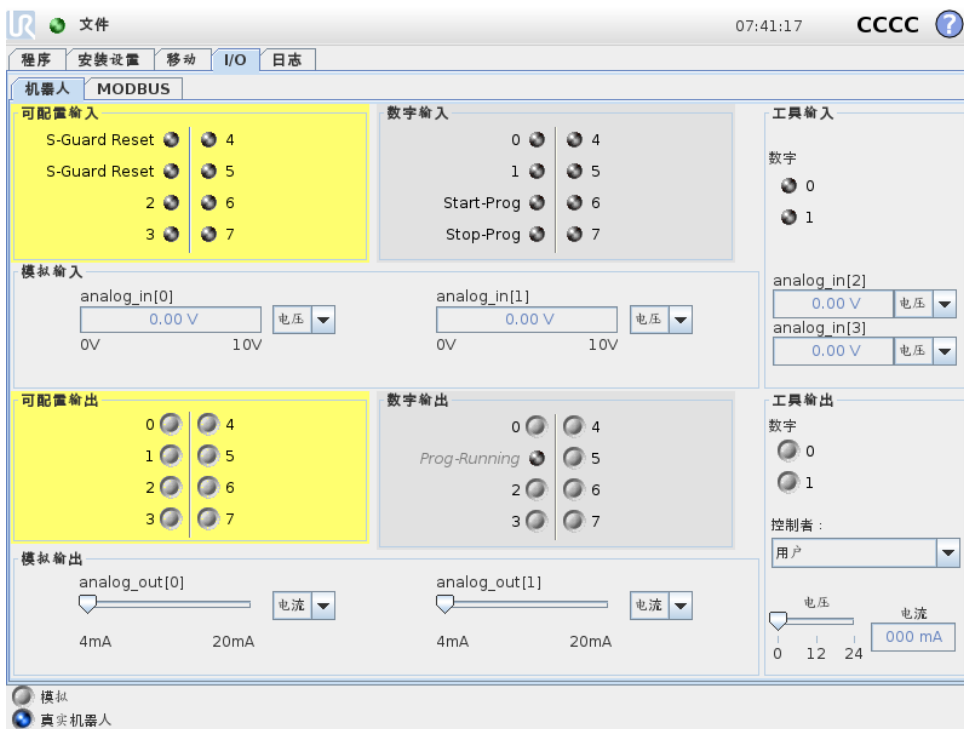 UR 文件 07:41:17 CCCC ?
程序 安装设置 移动 I/O 日志
机器人 MODBUS
可配置输入
S-Guard Reset 4
S-Guard Reset 5
2 6
3 7
数字输入
0 4
1 5
Start-Prog 6
Stop-Prog 7
工具输入
数字
0
1
模拟输入
analog_in[0]
0.00 V 电压
0V 10V
analog_in[1]
0.00 V 电压
0V 10V
analog_in[2]
0.00 V 电压
analog_in[3]
0.00 V 电压
可配置输出
0 4
1 5
2 6
3 7
数字输出
0 4
Prog-Running 5
2 6
3 7
工具输出
数字
0
1
控制者：
用户
电压
0 12 24
电流
000 mA
模拟输出
analog_out[0]
电流
4mA 20mA
analog_out[1]
电流
4mA 20mA
模拟
真实机器人